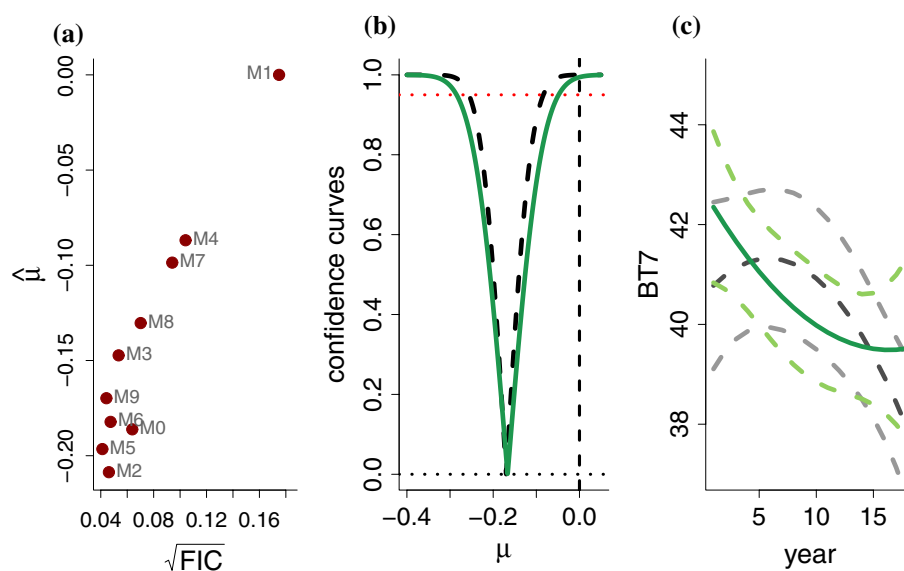 (a)
0.00
−0.05
−0.10
−0.15
−0.20
μ̂
M1
M4
M7
M8
M3
M9
M6
M0
M5
M2
0.04 0.08 0.12 0.16
√FIC
(b)
1.0
0.8
0.6
0.4
0.2
0.0
confidence curves
−0.4 −0.2 0.0
μ
(c)
44
42
40
38
BT7
5 10 15
year